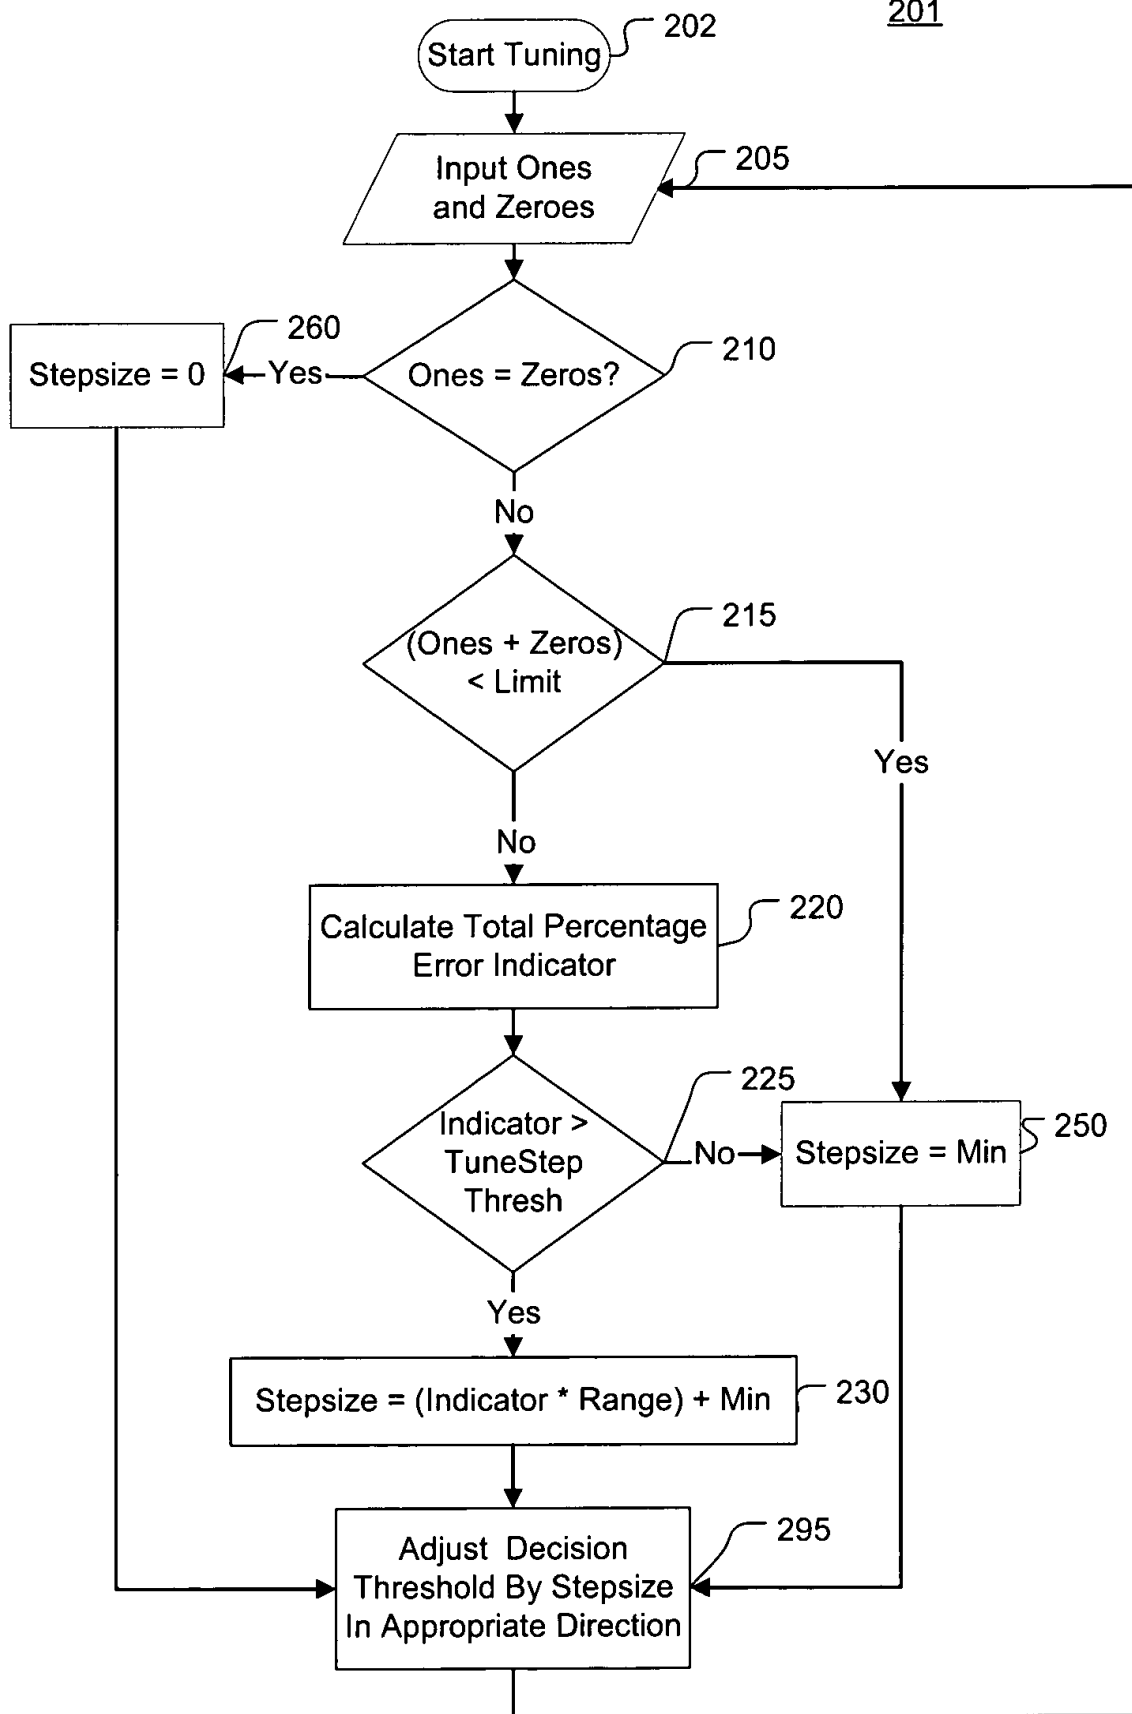 201
202
Start Tuning
205
Input Ones
and Zeroes
260
210
Stepsize = 0
Yes
Ones = Zeros?
No
215
(Ones + Zeros)
< Limit
Yes
No
220
Calculate Total Percentage
Error Indicator
225
Indicator >
TuneStep
Thresh
No
250
Stepsize = Min
Yes
230
Stepsize = (Indicator * Range) + Min
295
Adjust Decision
Threshold By Stepsize
In Appropriate Direction